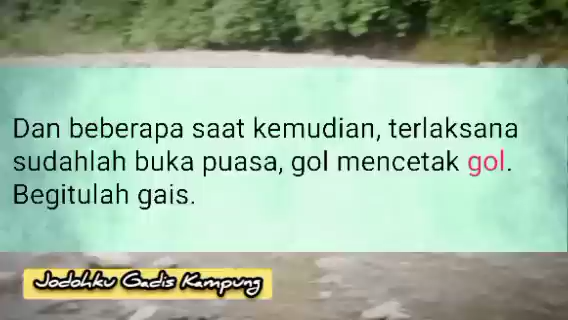 Dan beberapa saat kemudian, terlaksana
sudahlah buka puasa, gol mencetak gol.
Begitulah gais.
Jodohku Gadis Kampung